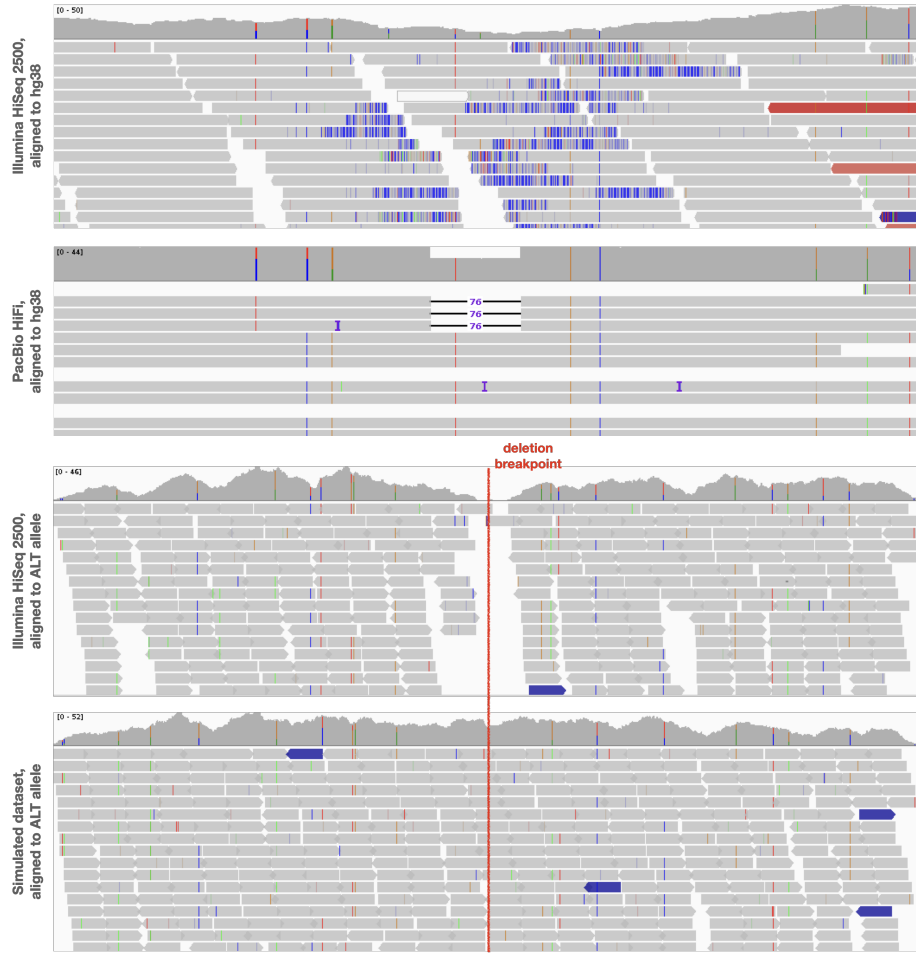 [0 - 50]
Illumina HiSeq 2500,
aligned to hg38
[0 - 44]
PacBio HiFi,
aligned to hg38
76
76
76
I
I
I
deletion
breakpoint
[0 - 46]
Illumina HiSeq 2500,
aligned to ALT allele
[0 - 52]
Simulated dataset,
aligned to ALT allele